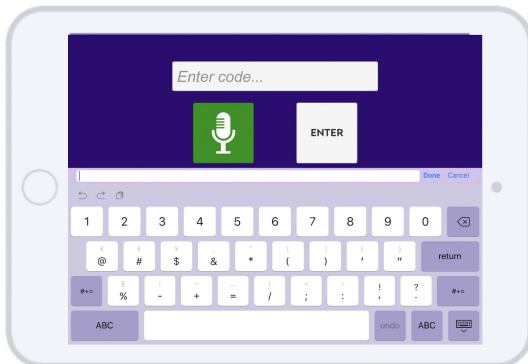 Enter code...
ENTER
Done Cancel
1 2 3 4 5 6 7 8 9 0
@ # $ & * ( ) ' " return
#+= % - + = / ; : ! , ? . #+=
ABC undo ABC